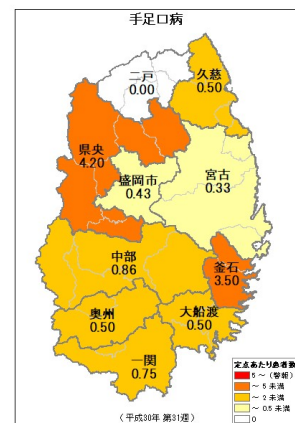 手足口病
二戸
0.00
久慈
0.50
県央
4.20
盛岡市
0.43
宮古
0.33
中部
0.86
釜石
3.50
奥州
0.50
大船渡
0.50
一関
0.75
定点あたり患者数
5 ～ (警報)
～ 5 未満
～ 2 未満
～ 0.5 未満
0
(平成30年 第31週)